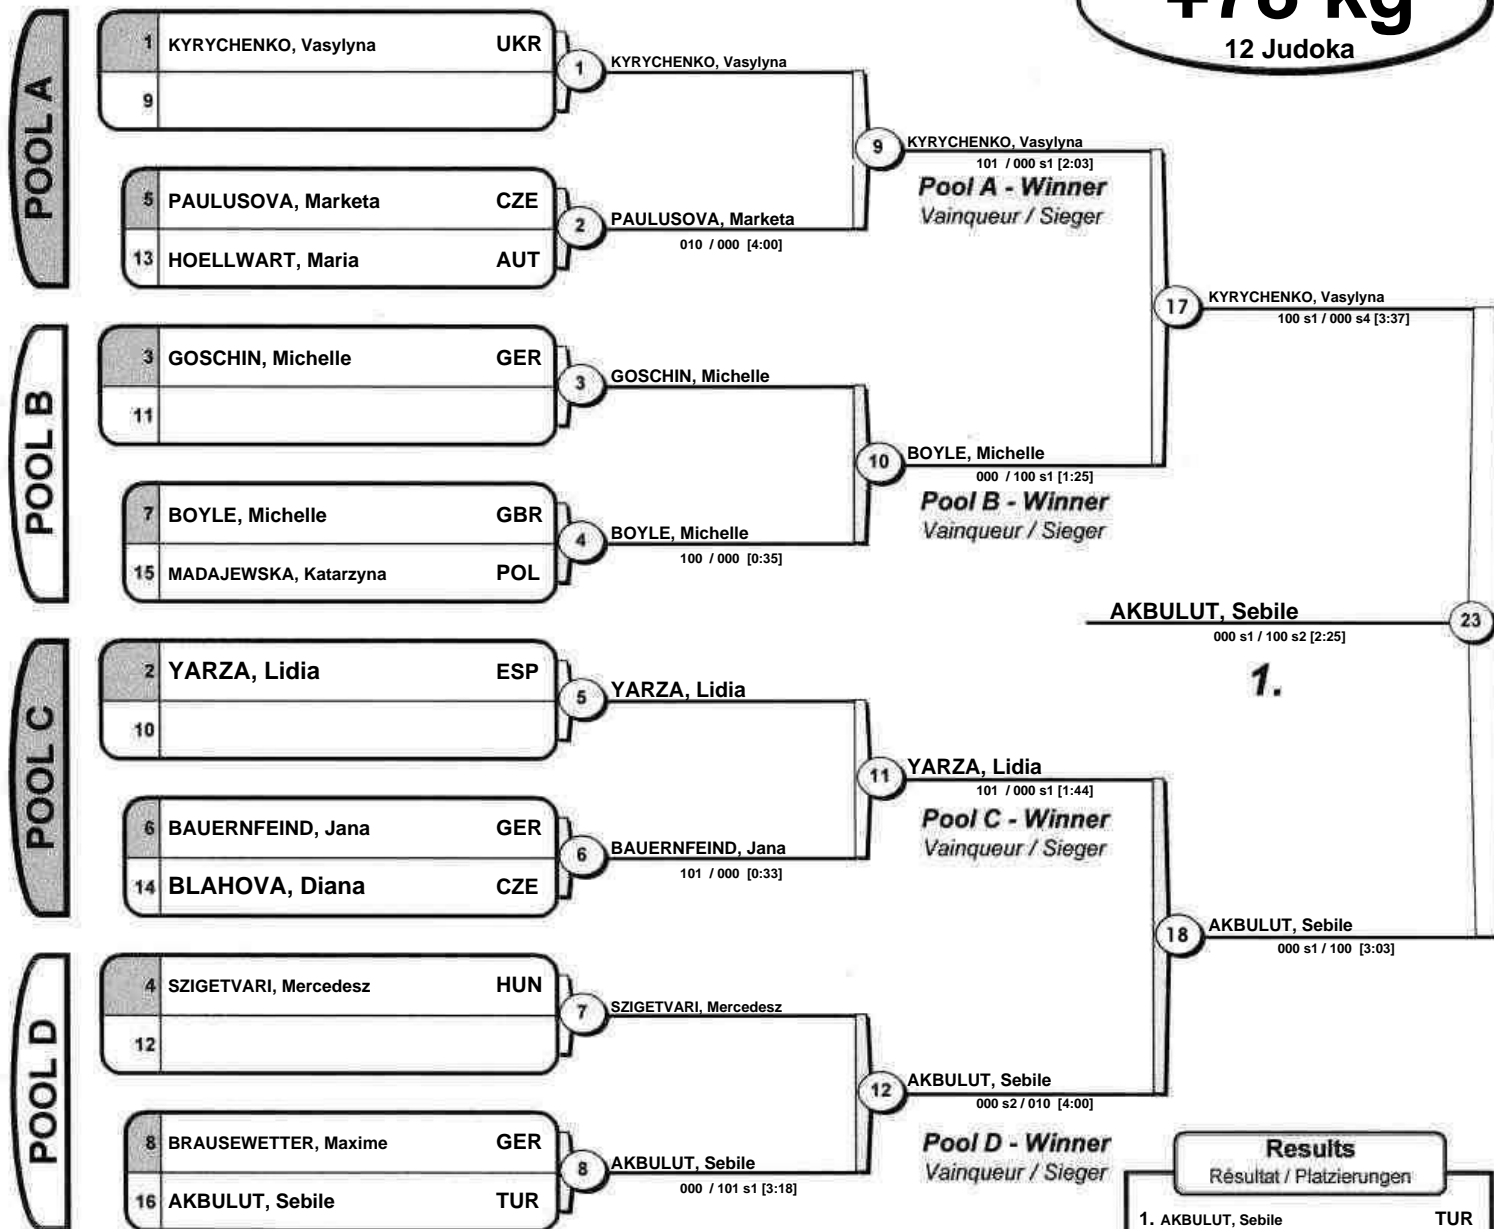 +78 kg
12 Judoka
POOL A
1 KYRYCHENKO, Vasylyna UKR
9
1 KYRYCHENKO, Vasylyna
5 PAULUSOVA, Marketa CZE
13 HOELLWART, Maria AUT
2 PAULUSOVA, Marketa
010 / 000 [4:00]
9 KYRYCHENKO, Vasylyna
101 / 000 s1 [2:03]
Pool A - Winner
Vainqueur / Sieger
POOL B
3 GOSCHIN, Michelle GER
11
3 GOSCHIN, Michelle
7 BOYLE, Michelle GBR
15 MADAJEWSKA, Katarzyna POL
4 BOYLE, Michelle
100 / 000 [0:35]
10 BOYLE, Michelle
000 / 100 s1 [1:25]
Pool B - Winner
Vainqueur / Sieger
17 KYRYCHENKO, Vasylyna
100 s1 / 000 s4 [3:37]
AKBULUT, Sebile 23
000 s1 / 100 s2 [2:25]
1.
POOL C
2 YARZA, Lidia ESP
10
5 YARZA, Lidia
6 BAUERNFEIND, Jana GER
14 BLAHOVA, Diana CZE
6 BAUERNFEIND, Jana
101 / 000 [0:33]
11 YARZA, Lidia
101 / 000 s1 [1:44]
Pool C - Winner
Vainqueur / Sieger
18 AKBULUT, Sebile
000 s1 / 100 [3:03]
POOL D
4 SZIGETVARI, Mercedesz HUN
12
7 SZIGETVARI, Mercedesz
8 BRAUSEWETTER, Maxime GER
16 AKBULUT, Sebile TUR
8 AKBULUT, Sebile
000 / 101 s1 [3:18]
12 AKBULUT, Sebile
000 s2 / 010 [4:00]
Pool D - Winner
Vainqueur / Sieger
Results
Résultat / Platzierungen
1. AKBULUT, Sebile TUR